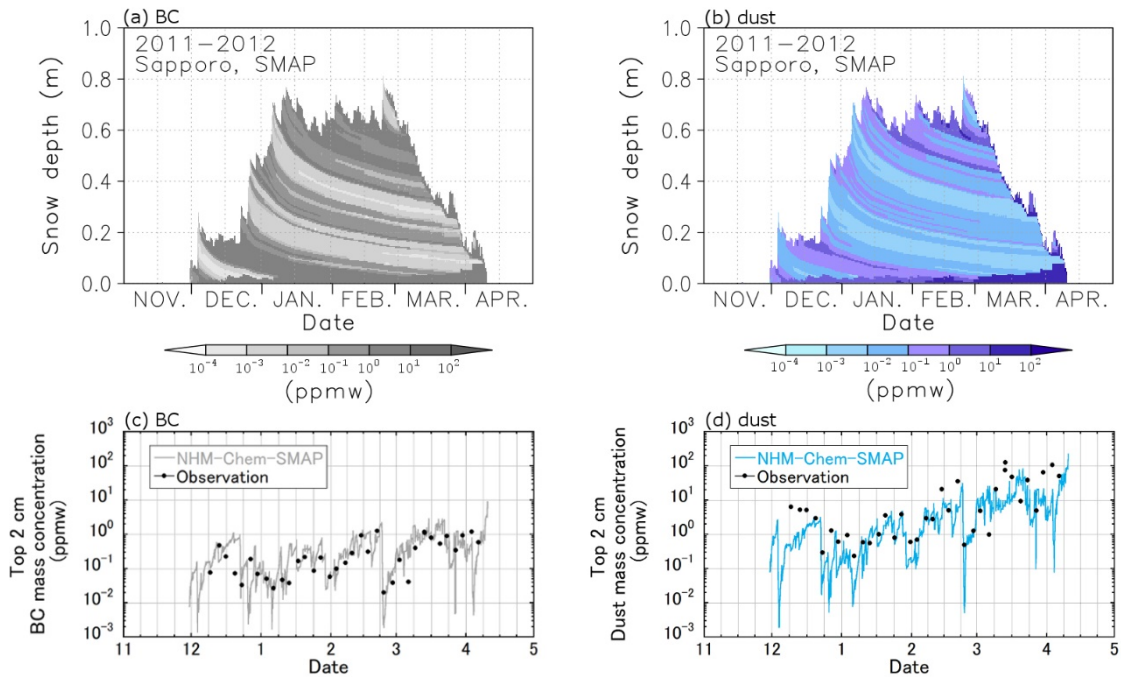 (a) BC
1.0
0.8
0.6
0.4
0.2
0.0
Snow depth (m)
2011−2012
Sapporo, SMAP
NOV. DEC. JAN. FEB. MAR. APR.
Date
10⁻⁴ 10⁻³ 10⁻² 10⁻¹ 10⁰ 10¹ 10²
(ppmw)
(b) dust
1.0
0.8
0.6
0.4
0.2
0.0
Snow depth (m)
2011−2012
Sapporo, SMAP
NOV. DEC. JAN. FEB. MAR. APR.
Date
10⁻⁴ 10⁻³ 10⁻² 10⁻¹ 10⁰ 10¹ 10²
(ppmw)
(c) BC
10³
10²
10¹
10⁰
10⁻¹
10⁻²
10⁻³
Top 2 cm
BC mass concentration
(ppmw)
NHM-Chem-SMAP
Observation
11 12 1 2 3 4 5
Date
(d) dust
10³
10²
10¹
10⁰
10⁻¹
10⁻²
10⁻³
Top 2 cm
Dust mass concentration
(ppmw)
NHM-Chem-SMAP
Observation
11 12 1 2 3 4 5
Date